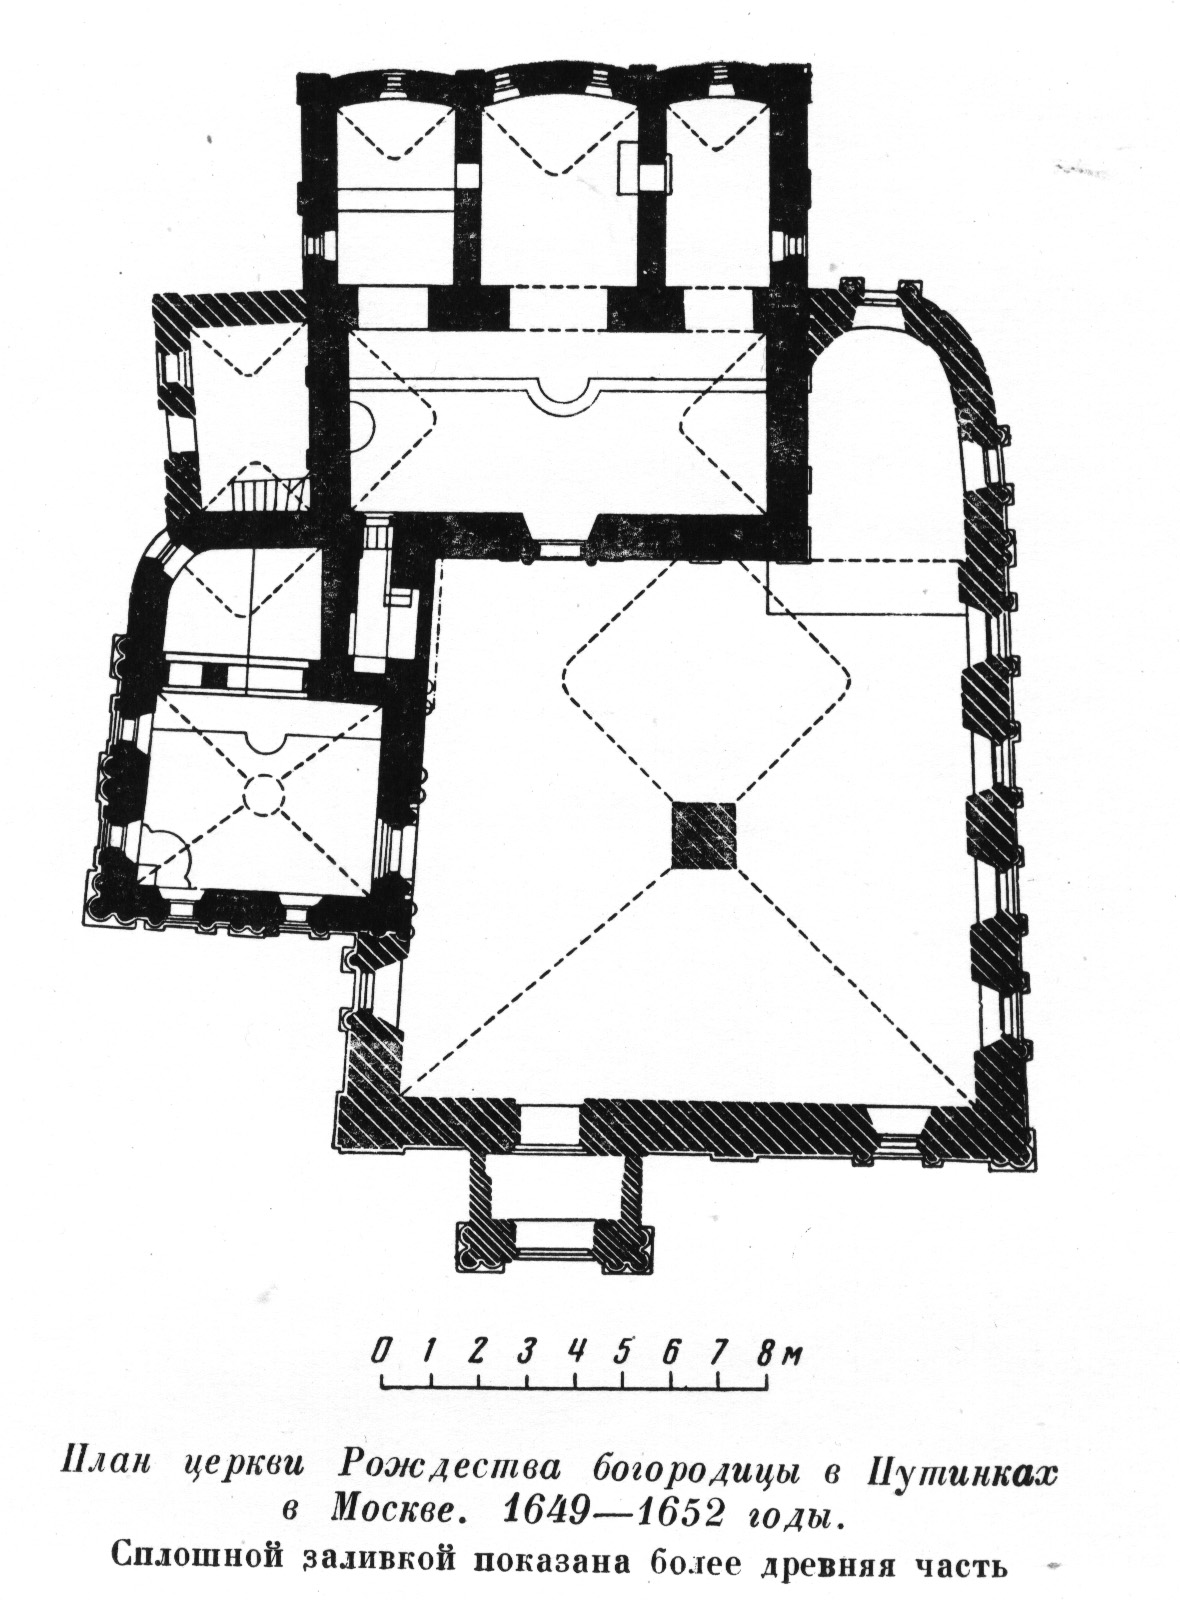 0 1 2 3 4 5 6 7 8 м
План церкви Рождества богородицы в Путинках
в Москве. 1649—1652 годы.
Сплошной заливкой показана более древняя часть